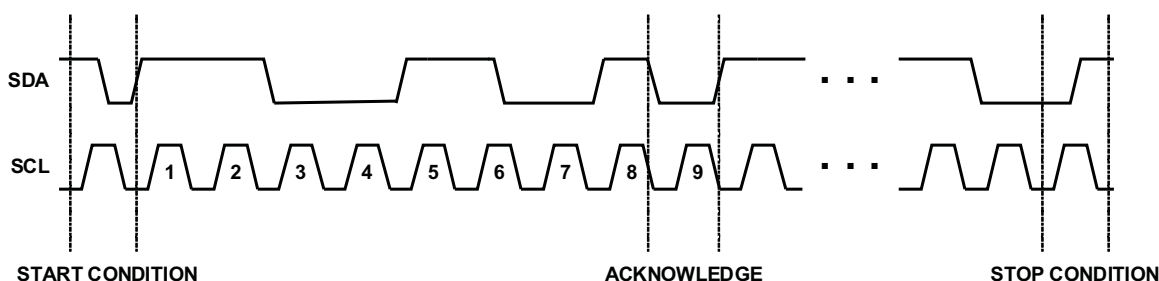 SDA
SCL 1 2 3 4 5 6 7 8 9
START CONDITION ACKNOWLEDGE STOP CONDITION